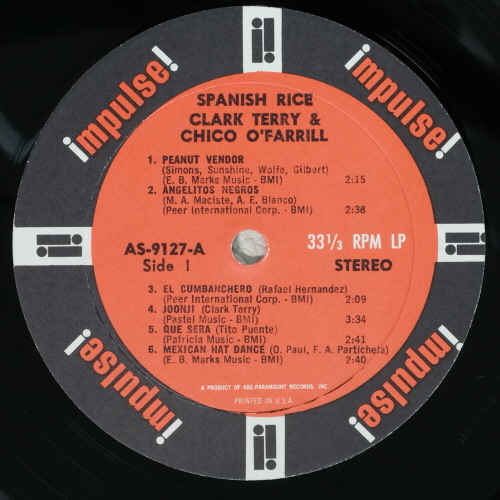 impulse!
impulse!
SPANISH RICE
CLARK TERRY &
CHICO O'FARRILL
1. PEANUT VENDOR
(Simons, Sunshine, Wolfe, Gilbert)
(E. B. Marks Music - BMI) 2:15
2. ANGELITOS NEGROS
(M. A. Maciste, A. E. Blanco)
(Peer International Corp. - BMI) 2:38
AS-9127-A 33 1/3 RPM LP
Side 1 STEREO
3. EL CUMBANCHERO (Rafael Hernandez)
(Peer International Corp. - BMI) 2:09
4. JOONJI (Clark Terry)
(Pastel Music - BMI) 3:34
5. QUE SERA (Tito Puente)
(Patricia Music - BMI) 2:41
6. MEXICAN HAT DANCE (O. Paul, F. A. Partichela)
(E. B. Marks Music - BMI) 2:40
A PRODUCT OF ABC-PARAMOUNT RECORDS, INC.
PRINTED IN U.S.A.
impulse!
impulse!